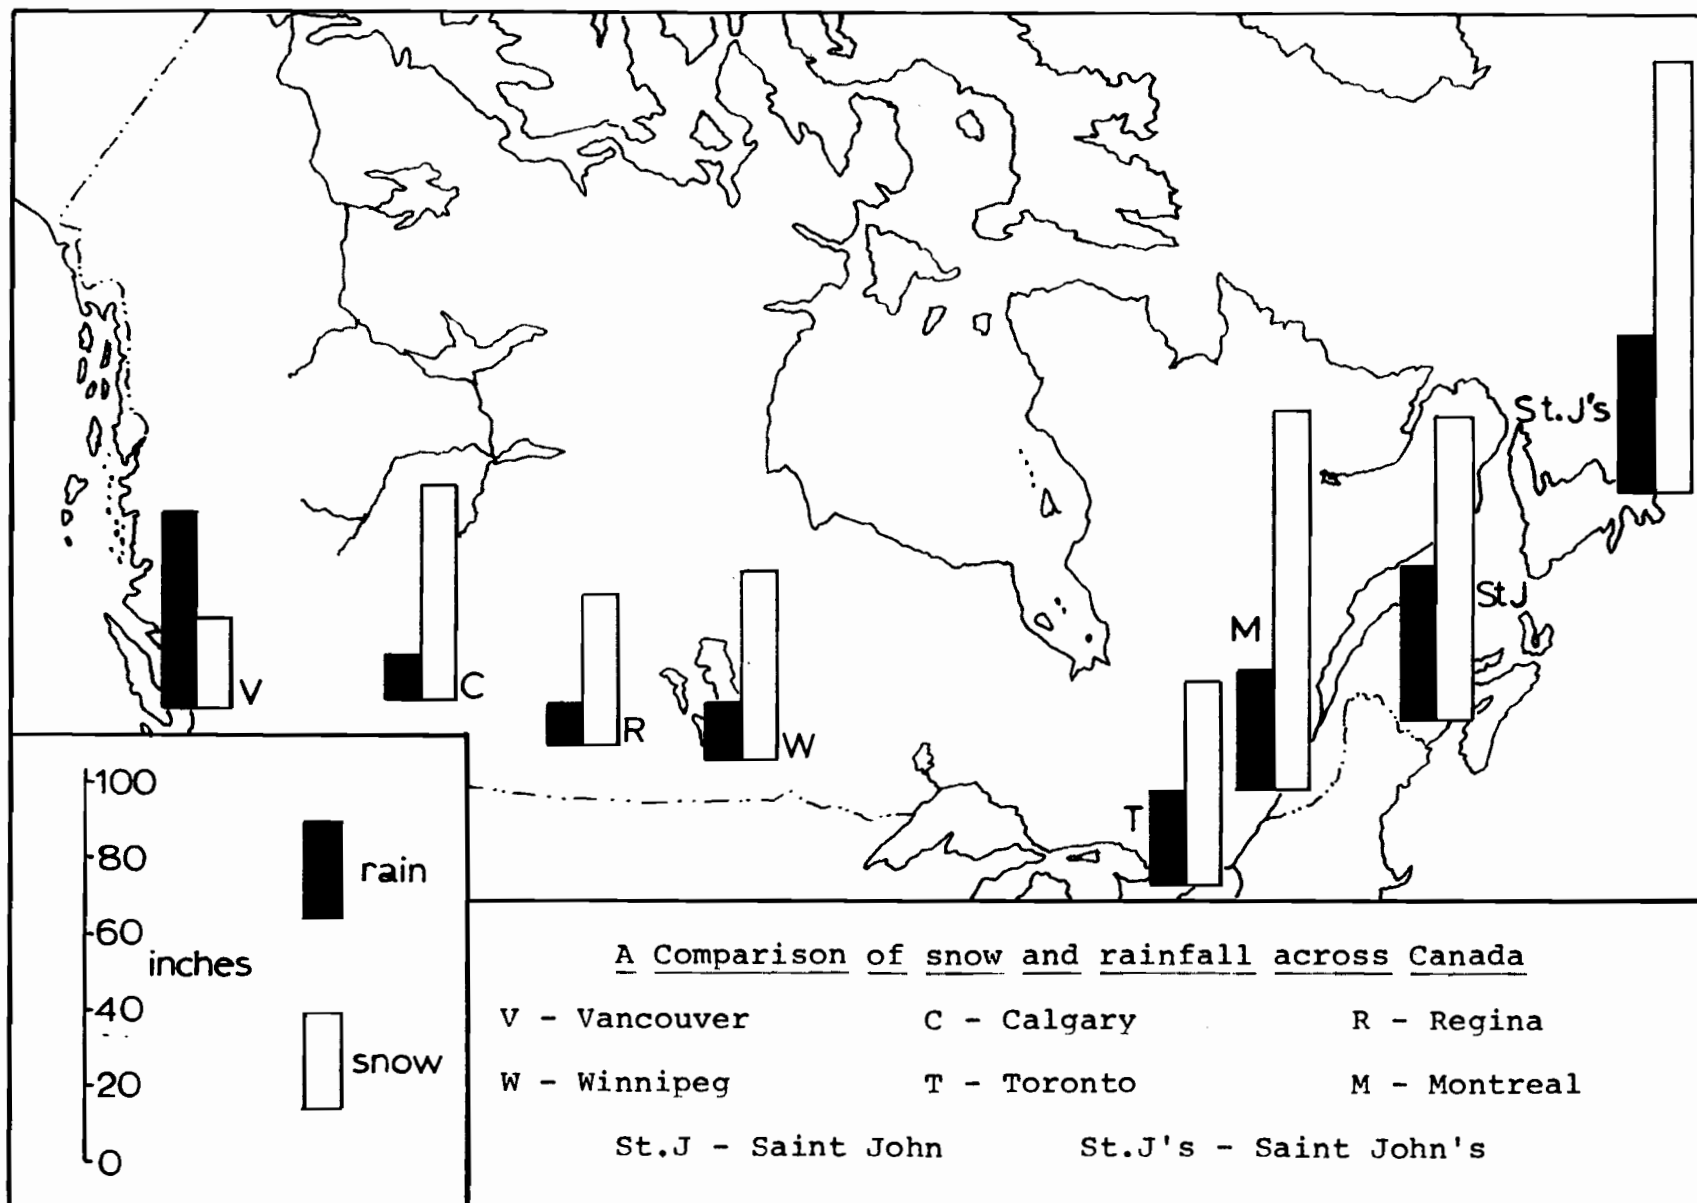 St.J's
St.J
M
V
C
R
W
T
100
80
60
inches
40
20
0
rain
snow
A Comparison of snow and rainfall across Canada
V - Vancouver C - Calgary R - Regina
W - Winnipeg T - Toronto M - Montreal
St.J - Saint John St.J's - Saint John's